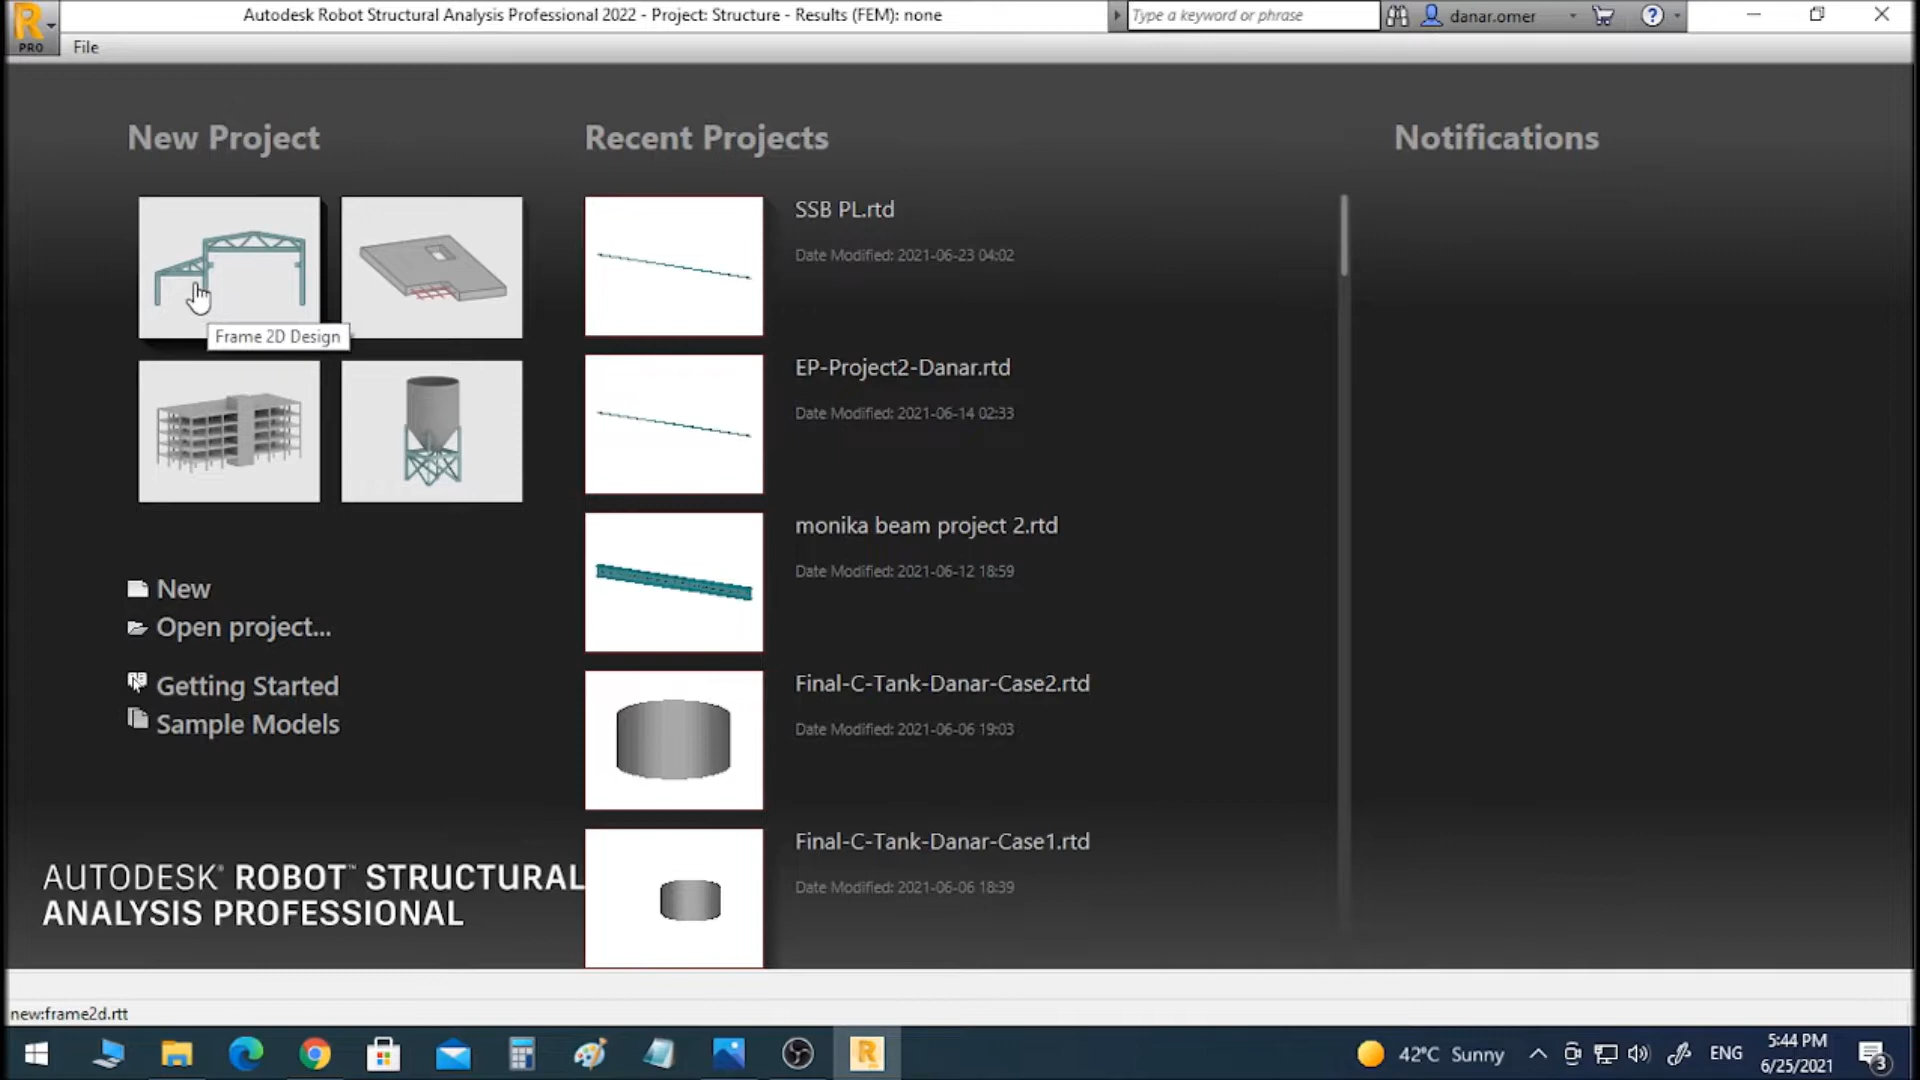 Autodesk Robot Structural Analysis Professional 2022 - Project: Structure - Results (FEM): none
Type a keyword or phrase
danar.omer
PRO
File
New Project
Recent Projects
Notifications
Frame 2D Design
SSB PL.rtd
Date Modified: 2021-06-23 04:02
EP-Project2-Danar.rtd
Date Modified: 2021-06-14 02:33
monika beam project 2.rtd
Date Modified: 2021-06-12 18:59
New
Open project...
Getting Started
Sample Models
Final-C-Tank-Danar-Case2.rtd
Date Modified: 2021-06-06 19:03
Final-C-Tank-Danar-Case1.rtd
Date Modified: 2021-06-06 18:39
AUTODESK® ROBOT™ STRUCTURAL
ANALYSIS PROFESSIONAL
new:frame2d.rtt
42°C Sunny
ENG
5:44 PM
6/25/2021
3